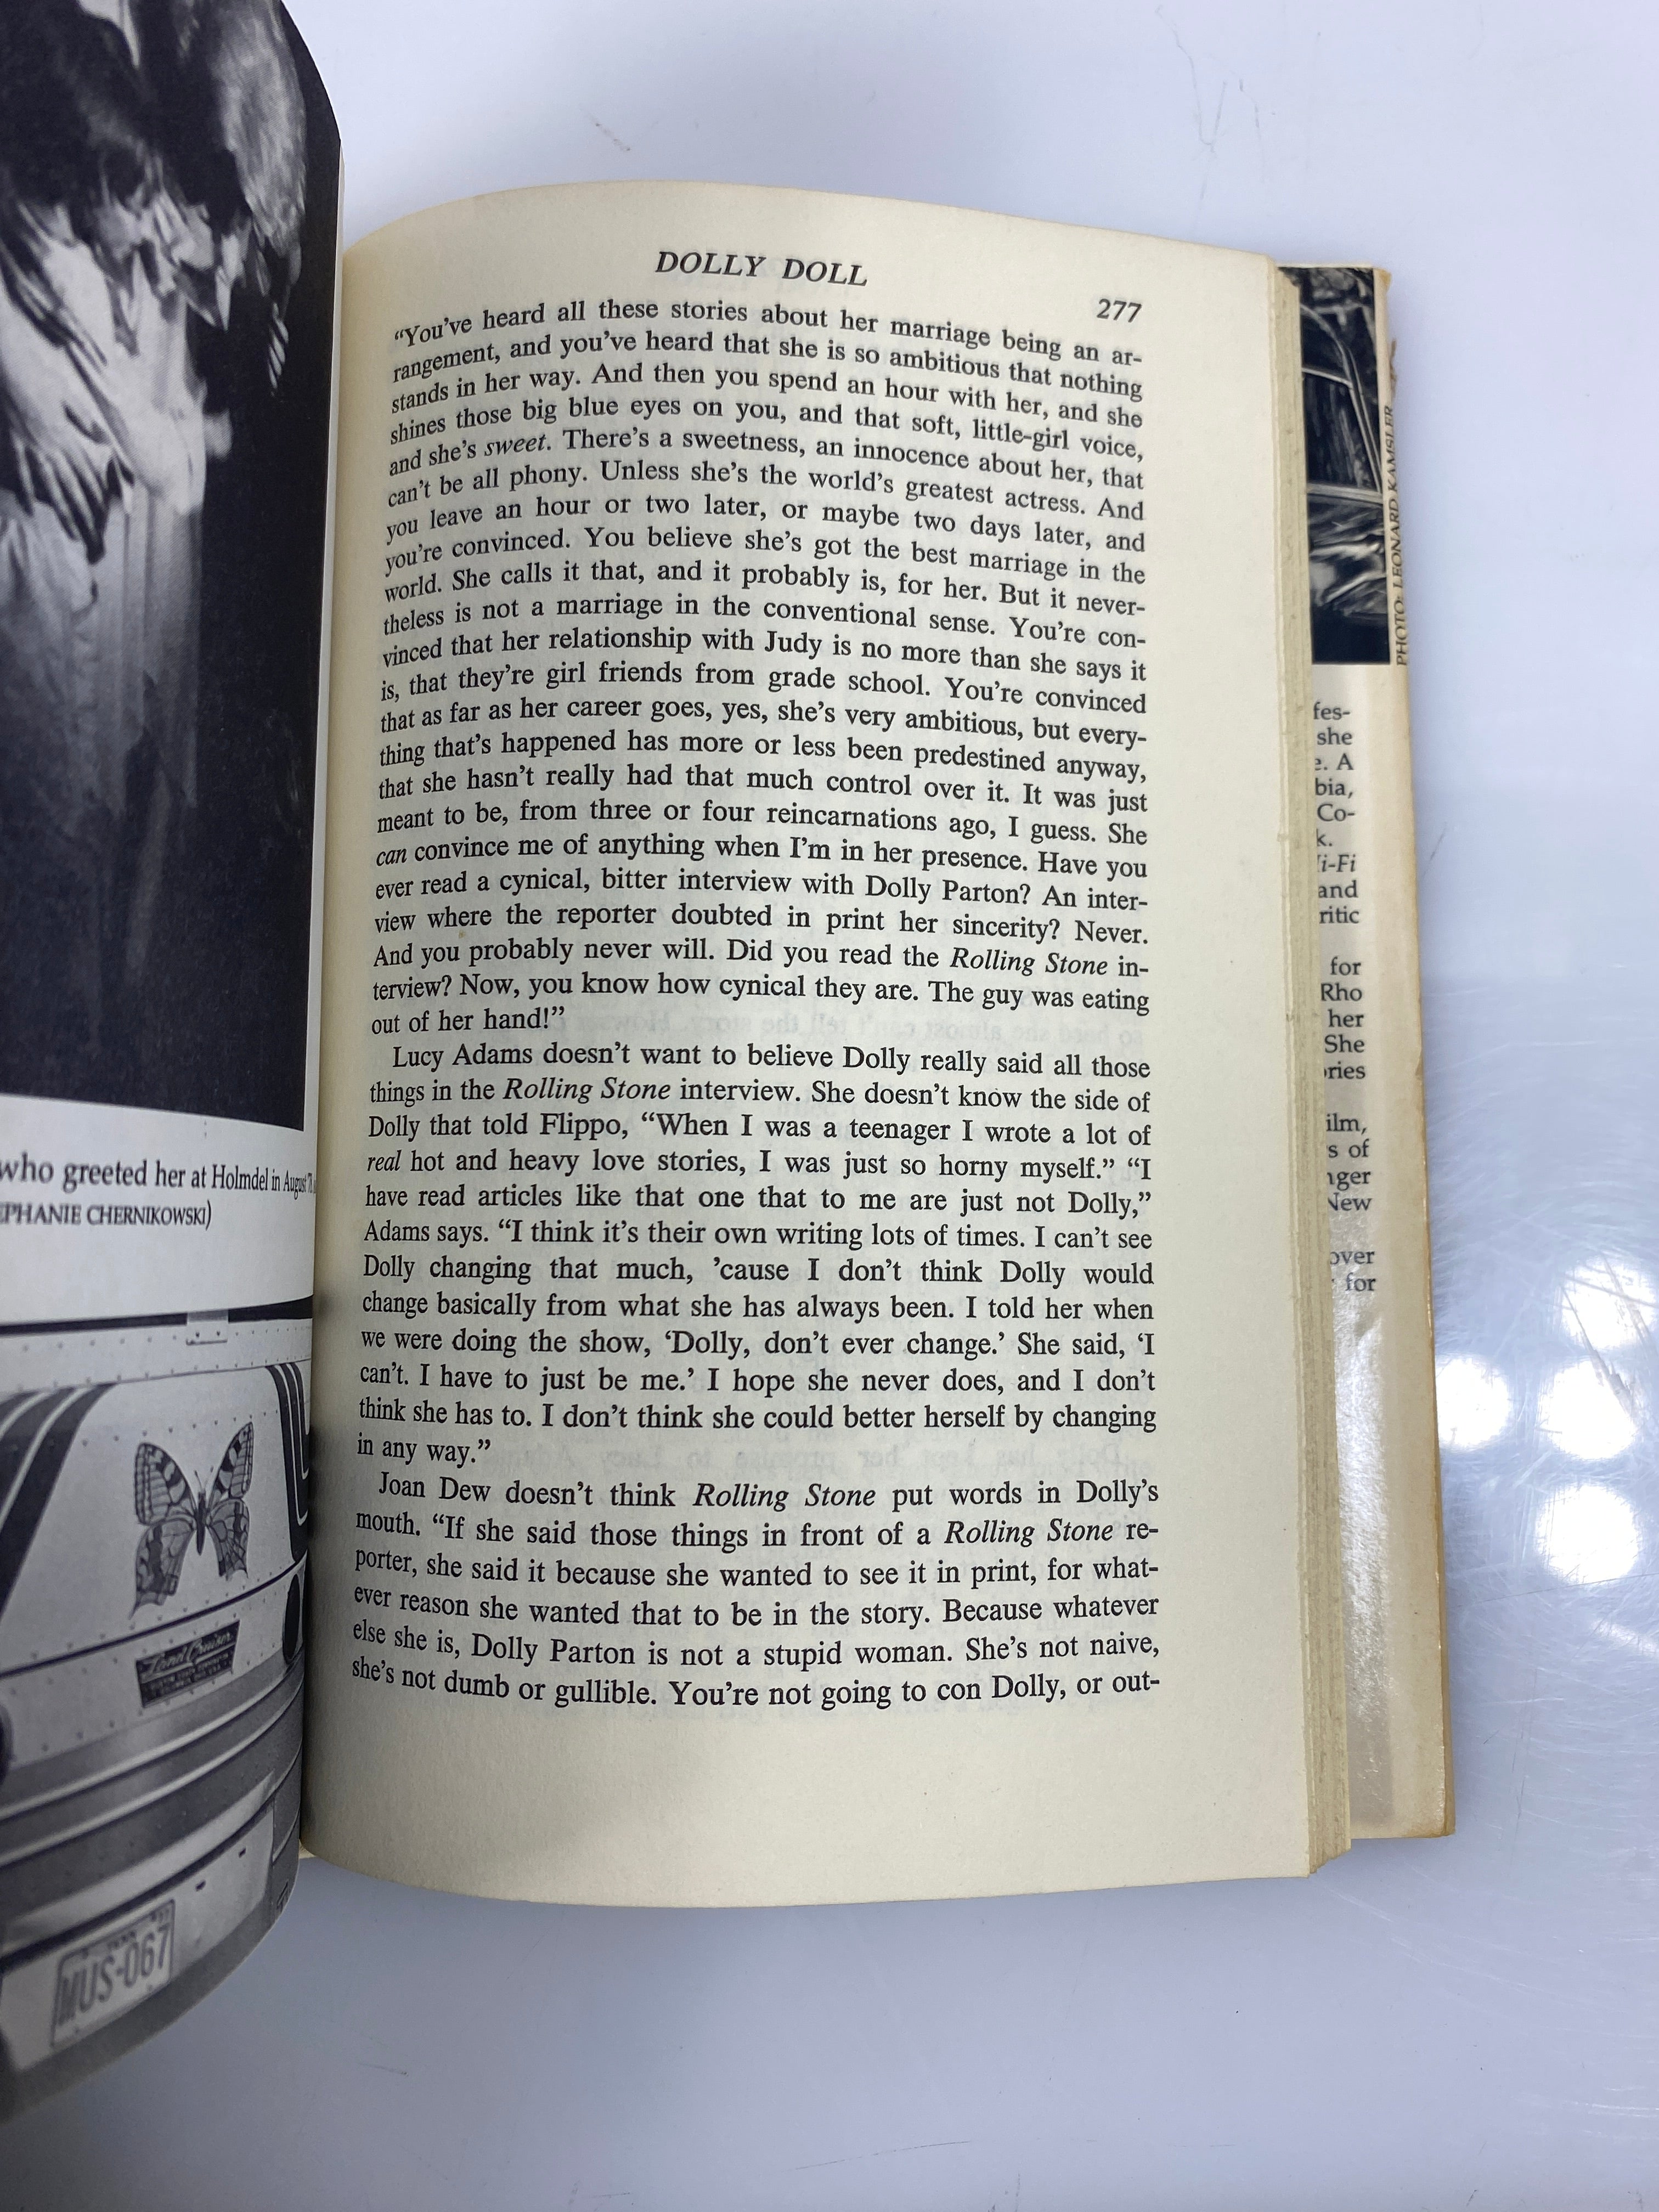 who greeted her at Holmdel in August
EPHANIE CHERNIKOWSKI)
Land Cruiser
MUS-067
DOLLY DOLL
277
“You’ve heard all these stories about her marriage being an ar-
rangement, and you’ve heard that she is so ambitious that nothing
stands in her way. And then you spend an hour with her, and she
shines those big blue eyes on you, and that soft, little-girl voice,
and she’s sweet. There’s a sweetness, an innocence about her, that
can’t be all phony. Unless she’s the world’s greatest actress. And
you leave an hour or two later, or maybe two days later, and
you’re convinced. You believe she’s got the best marriage in the
world. She calls it that, and it probably is, for her. But it never-
theless is not a marriage in the conventional sense. You’re con-
vinced that her relationship with Judy is no more than she says it
is, that they’re girl friends from grade school. You’re convinced
that as far as her career goes, yes, she’s very ambitious, but every-
thing that’s happened has more or less been predestined anyway,
that she hasn’t really had that much control over it. It was just
meant to be, from three or four reincarnations ago, I guess. She
can convince me of anything when I’m in her presence. Have you
ever read a cynical, bitter interview with Dolly Parton? An inter-
view where the reporter doubted in print her sincerity? Never.
And you probably never will. Did you read the Rolling Stone in-
terview? Now, you know how cynical they are. The guy was eating
out of her hand!”
Lucy Adams doesn’t want to believe Dolly really said all those
things in the Rolling Stone interview. She doesn’t know the side of
Dolly that told Flippo, “When I was a teenager I wrote a lot of
real hot and heavy love stories, I was just so horny myself.” “I
have read articles like that one that to me are just not Dolly,”
Adams says. “I think it’s their own writing lots of times. I can’t see
Dolly changing that much, ’cause I don’t think Dolly would
change basically from what she has always been. I told her when
we were doing the show, ‘Dolly, don’t ever change.’ She said, ‘I
can’t. I have to just be me.’ I hope she never does, and I don’t
think she has to. I don’t think she could better herself by changing
in any way.”
Joan Dew doesn’t think Rolling Stone put words in Dolly’s
mouth. “If she said those things in front of a Rolling Stone re-
porter, she said it because she wanted to see it in print, for what-
ever reason she wanted that to be in the story. Because whatever
else she is, Dolly Parton is not a stupid woman. She’s not naive,
she’s not dumb or gullible. You’re not going to con Dolly, or out-
PHOTO: LEONARD KAMSLER
fes-
she
e. A
bia,
Co-
k.
i-Fi
and
ritic
for
Rho
her
She
ories
ilm,
s of
nger
New
over
for